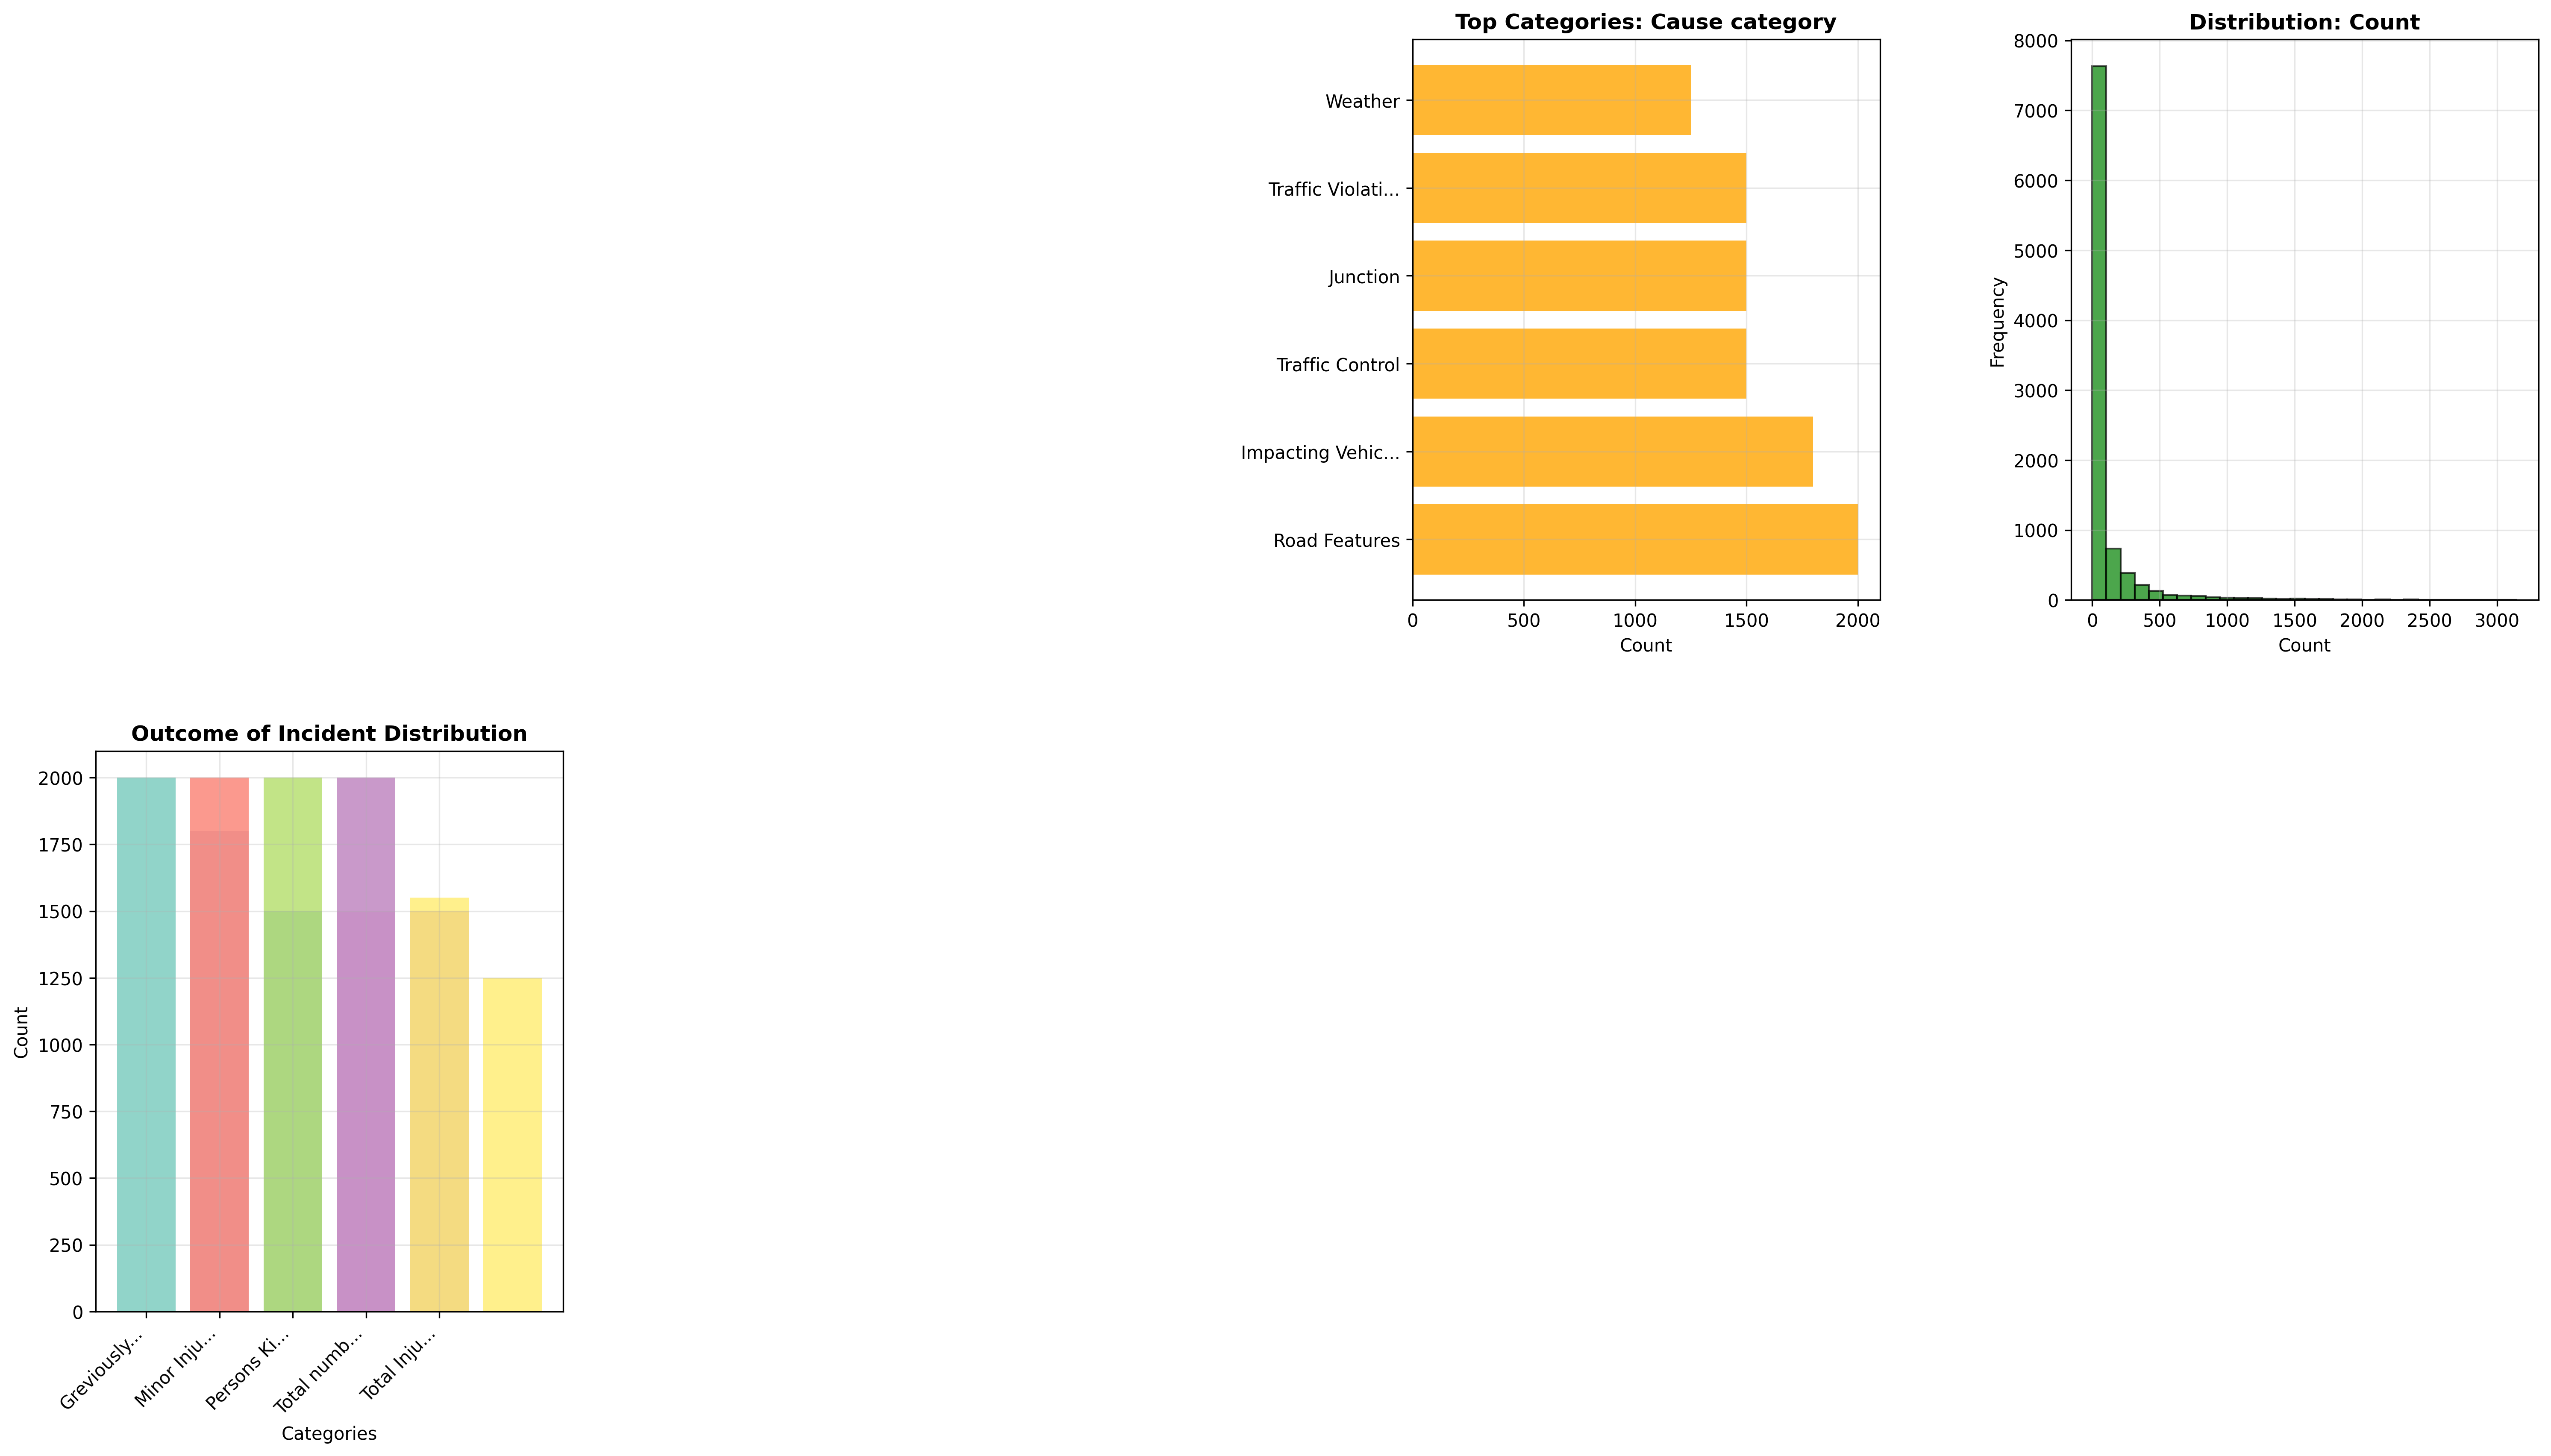 Top Categories: Cause category
Weather
Traffic Violati...
Junction
Traffic Control
Impacting Vehic...
Road Features
0 500 1000 1500 2000
Count
Distribution: Count
8000
7000
6000
5000
4000
3000
2000
1000
0
Frequency
0 500 1000 1500 2000 2500 3000
Count
Outcome of Incident Distribution
2000
1750
1500
1250
1000
750
500
250
0
Count
Greviously...
Minor Inju...
Persons Ki...
Total numb...
Total Inju...
Categories